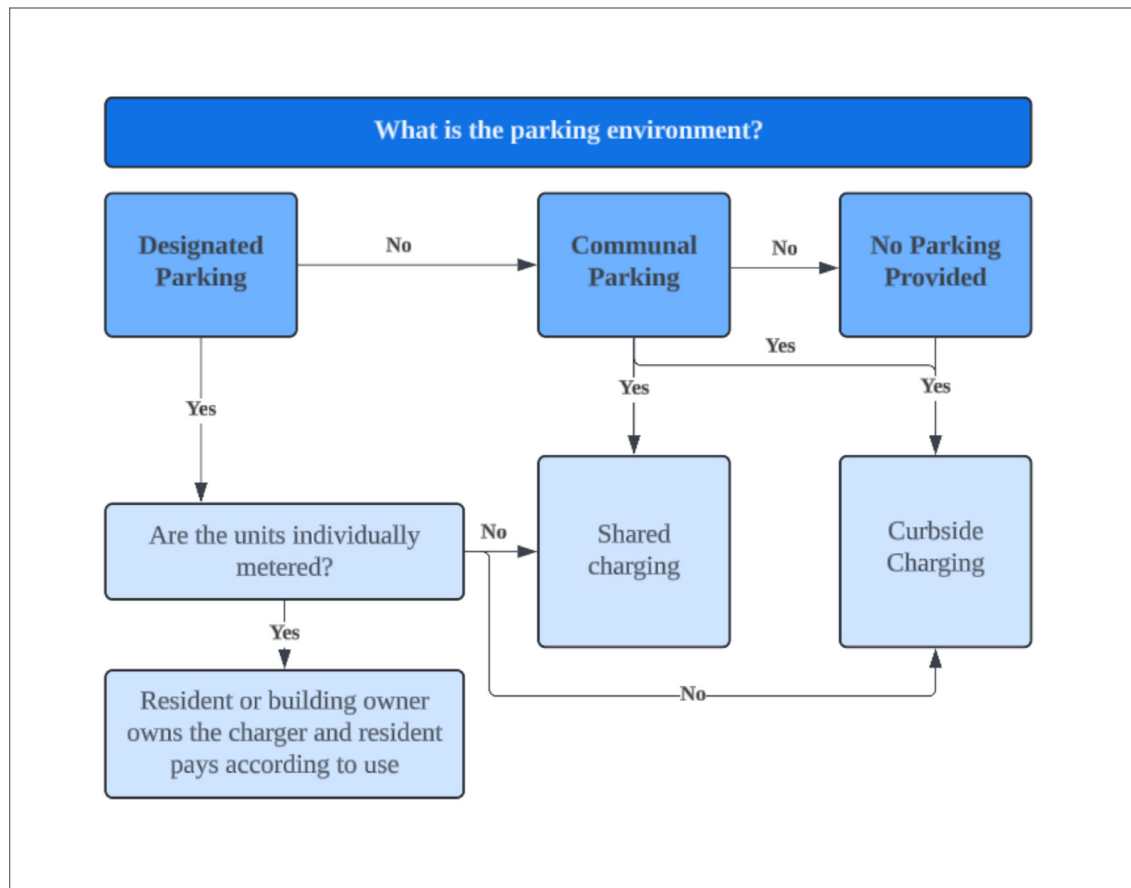 What is the parking environment?
Designated
Parking
No
Communal
Parking
No
No Parking
Provided
Yes
Yes
Yes
Yes
Are the units individually
metered?
No
Shared
charging
Curbside
Charging
Yes
No
Resident or building owner
owns the charger and resident
pays according to use